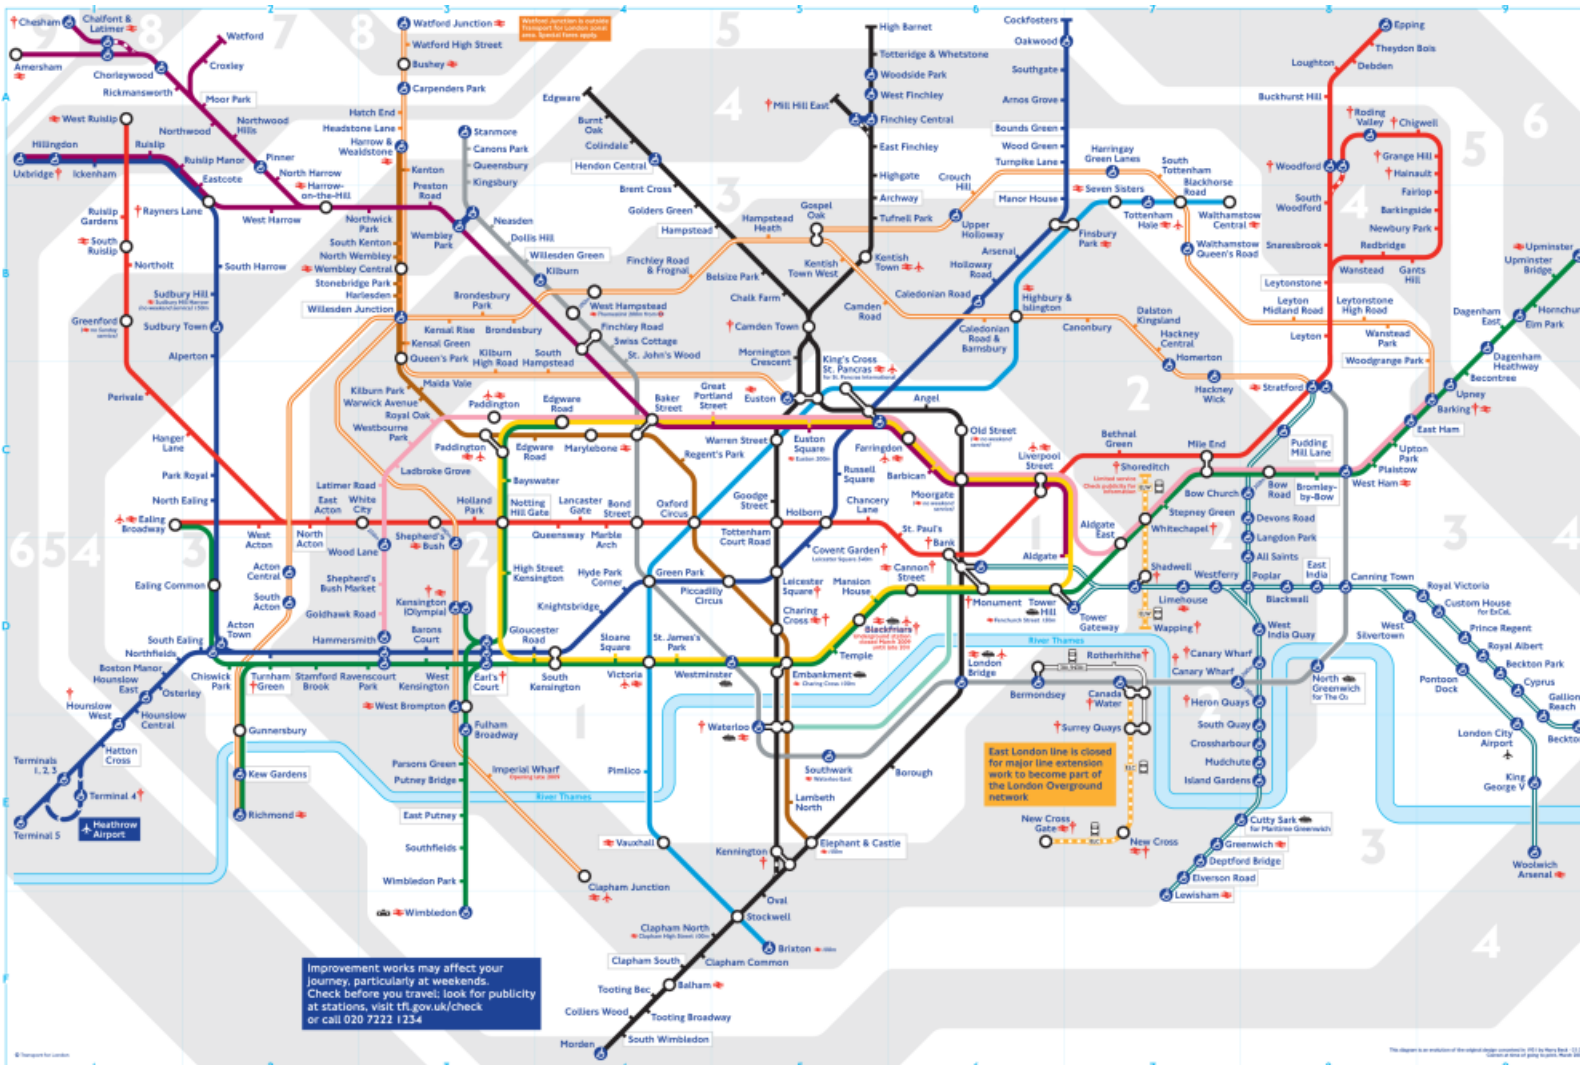 1
2
3
4
5
6
7
8
9
Chesham
Chalfont &
Latimer
Amersham
Chorleywood
Rickmansworth
Watford
Croxley
Moor Park
Northwood
Northwood
Hills
Pinner
North Harrow
Harrow-
on-the-Hill
West Ruislip
Hillingdon
Uxbridge
Ickenham
Ruislip
Ruislip Manor
Eastcote
Rayners Lane
West Harrow
Ruislip
Gardens
South
Ruislip
Northolt
South Harrow
Sudbury Hill
Sudbury Town
Greenford
Alperton
Perivale
Hanger
Lane
Park Royal
North Ealing
Ealing
Broadway
Ealing Common
West
Acton
North
Acton
Watford Junction
Watford High Street
Bushey
Carpenders Park
Hatch End
Headstone Lane
Harrow &
Wealdstone
Kenton
Preston
Road
Northwick
Park
South Kenton
North Wembley
Wembley Central
Stonebridge Park
Harlesden
Willesden Junction
Kensal Rise
Kensal Green
Queen's Park
Kilburn Park
Maida Vale
Warwick Avenue
Royal Oak
Westbourne
Park
Ladbroke Grove
Latimer Road
East
Acton
White
City
Wood Lane
Shepherd's
Bush
Shepherd's
Bush Market
Goldhawk Road
Hammersmith
Acton
Central
South
Acton
Acton
Town
South Ealing
Northfields
Boston Manor
Hounslow
East
Osterley
Hounslow
West
Hounslow
Central
Hatton
Cross
Terminals
1, 2, 3
Terminal 4
Terminal 5
Heathrow
Airport
Chiswick
Park
Turnham
Green
Stamford
Brook
Ravenscourt
Park
Gunnersbury
Kew Gardens
Richmond
Stanmore
Canons Park
Queensbury
Kingsbury
Wembley
Park
Neasden
Dollis Hill
Willesden Green
Kilburn
West Hampstead
Finchley Road
Swiss Cottage
St. John's Wood
Finchley Road
& Frognal
Brondesbury
Park
Brondesbury
Kilburn
High Road
South
Hampstead
Edgware
Burnt
Oak
Colindale
Hendon Central
Brent Cross
Golders Green
Hampstead
Belsize Park
Chalk Farm
Camden Town
Mornington
Crescent
Euston
High Barnet
Totteridge & Whetstone
Woodside Park
West Finchley
Mill Hill East
Finchley Central
East Finchley
Highgate
Archway
Tufnell Park
Kentish
Town
Kentish
Town West
Gospel
Oak
Hampstead
Heath
Camden
Road
Cockfosters
Oakwood
Southgate
Arnos Grove
Bounds Green
Wood Green
Turnpike Lane
Manor House
Finsbury
Park
Arsenal
Holloway
Road
Caledonian Road
King's Cross
St. Pancras
Crouch
Hill
Upper
Holloway
Harringay
Green Lanes
South
Tottenham
Seven Sisters
Tottenham
Hale
Blackhorse
Road
Walthamstow
Central
Walthamstow
Queen's Road
Highbury &
Islington
Caledonian
Road &
Barnsbury
Canonbury
Dalston
Kingsland
Hackney
Central
Homerton
Hackney
Wick
Leyton
Midland Road
Leytonstone
High Road
Wanstead
Park
Woodgrange Park
Epping
Theydon Bois
Debden
Loughton
Buckhurst Hill
Roding
Valley
Chigwell
Grange Hill
Hainault
Fairlop
Barkingside
Newbury Park
Gants
Hill
Redbridge
Wanstead
Woodford
South
Woodford
Snaresbrook
Leytonstone
Leyton
Stratford
Upminster
Upminster
Bridge
Hornchur
Elm Park
Dagenham
East
Dagenham
Heathway
Becontree
Upney
Barking
East Ham
Upton
Park
Plaistow
West Ham
Bromley-
by-Bow
Bow
Road
Mile End
Bethnal
Green
Shoreditch
Stepney Green
Whitechapel
Aldgate
East
Aldgate
Liverpool
Street
Moorgate
Barbican
Farringdon
Old Street
Angel
Paddington
Paddington
Edgware
Road
Edgware
Road
Marylebone
Baker
Street
Great
Portland
Street
Regent's Park
Warren Street
Euston
Square
Goodge
Street
Russell
Square
Bayswater
Notting
Hill Gate
Holland
Park
Queensway
Lancaster
Gate
Marble
Arch
Bond
Street
Oxford
Circus
Tottenham
Court Road
Holborn
Chancery
Lane
St. Paul's
Bank
Covent Garden
Leicester
Square
Piccadilly
Circus
Green Park
Hyde Park
Corner
Knightsbridge
High Street
Kensington
Kensington
(Olympia)
Barons
Court
West
Kensington
Earl's
Court
Gloucester
Road
South
Kensington
Sloane
Square
Victoria
St. James's
Park
Westminster
Embankment
Charing
Cross
Temple
Blackfriars
Mansion
House
Cannon
Street
Monument
Tower
Hill
Tower
Gateway
Shadwell
Wapping
Limehouse
Westferry
Poplar
Blackwall
East
India
Canning Town
Royal Victoria
Custom House
for ExCeL
Prince Regent
Royal Albert
Beckton Park
Cyprus
Gallion
Reach
Beckto
West
Silvertown
Pontoon
Dock
London City
Airport
King
George V
Woolwich
Arsenal
Pudding
Mill Lane
Bow Church
Devons Road
Langdon Park
All Saints
West
India Quay
Canary Wharf
Canary Wharf
Heron Quays
South Quay
Crossharbour
Mudchute
Island Gardens
Cutty Sark
for Maritime Greenwich
Greenwich
Deptford Bridge
Elverson Road
Lewisham
North
Greenwich
for The O2
River Thames
River Thames
Rotherhithe
Canada
Water
Surrey Quays
New Cross
Gate
New Cross
Bermondsey
London
Bridge
Southwark
Waterloo
Borough
Lambeth
North
Elephant & Castle
Kennington
Oval
Stockwell
Brixton
Clapham North
Clapham Common
Clapham South
Balham
Tooting Bec
Tooting Broadway
Colliers Wood
South Wimbledon
Morden
Vauxhall
Pimlico
West Brompton
Fulham
Broadway
Imperial Wharf
Clapham Junction
Parsons Green
Putney Bridge
East Putney
Southfields
Wimbledon Park
Wimbledon
East London line is closed
for major line extension
work to become part of
the London Overground
network
Improvement works may affect your
journey, particularly at weekends.
Check before you travel; look for publicity
at stations, visit tfl.gov.uk/check
or call 020 7222 1234